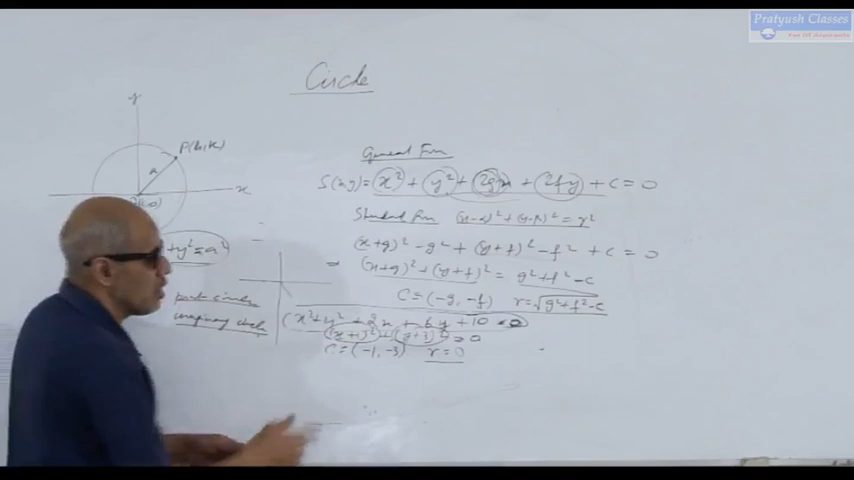 Pratyush Classes
Circle
y
P(h,k)
a
x
General Fm
S(x,y)= x² + y² + 2gx + 2fy + c = 0
Standard Fm (x-α)² + (y-β)² = r²
+y²=a²
(x+g)² - g² + (y+f)² - f² + c = 0
⇒ (x+g)² + (y+f)² = g²+f²-c
C=(-g, -f) r=√g²+f²-c
point circle
imaginary circle
x²+y²+2x+6y+10=0
(x+1)²+(y+3)²=0
C=(-1,-3) r=0